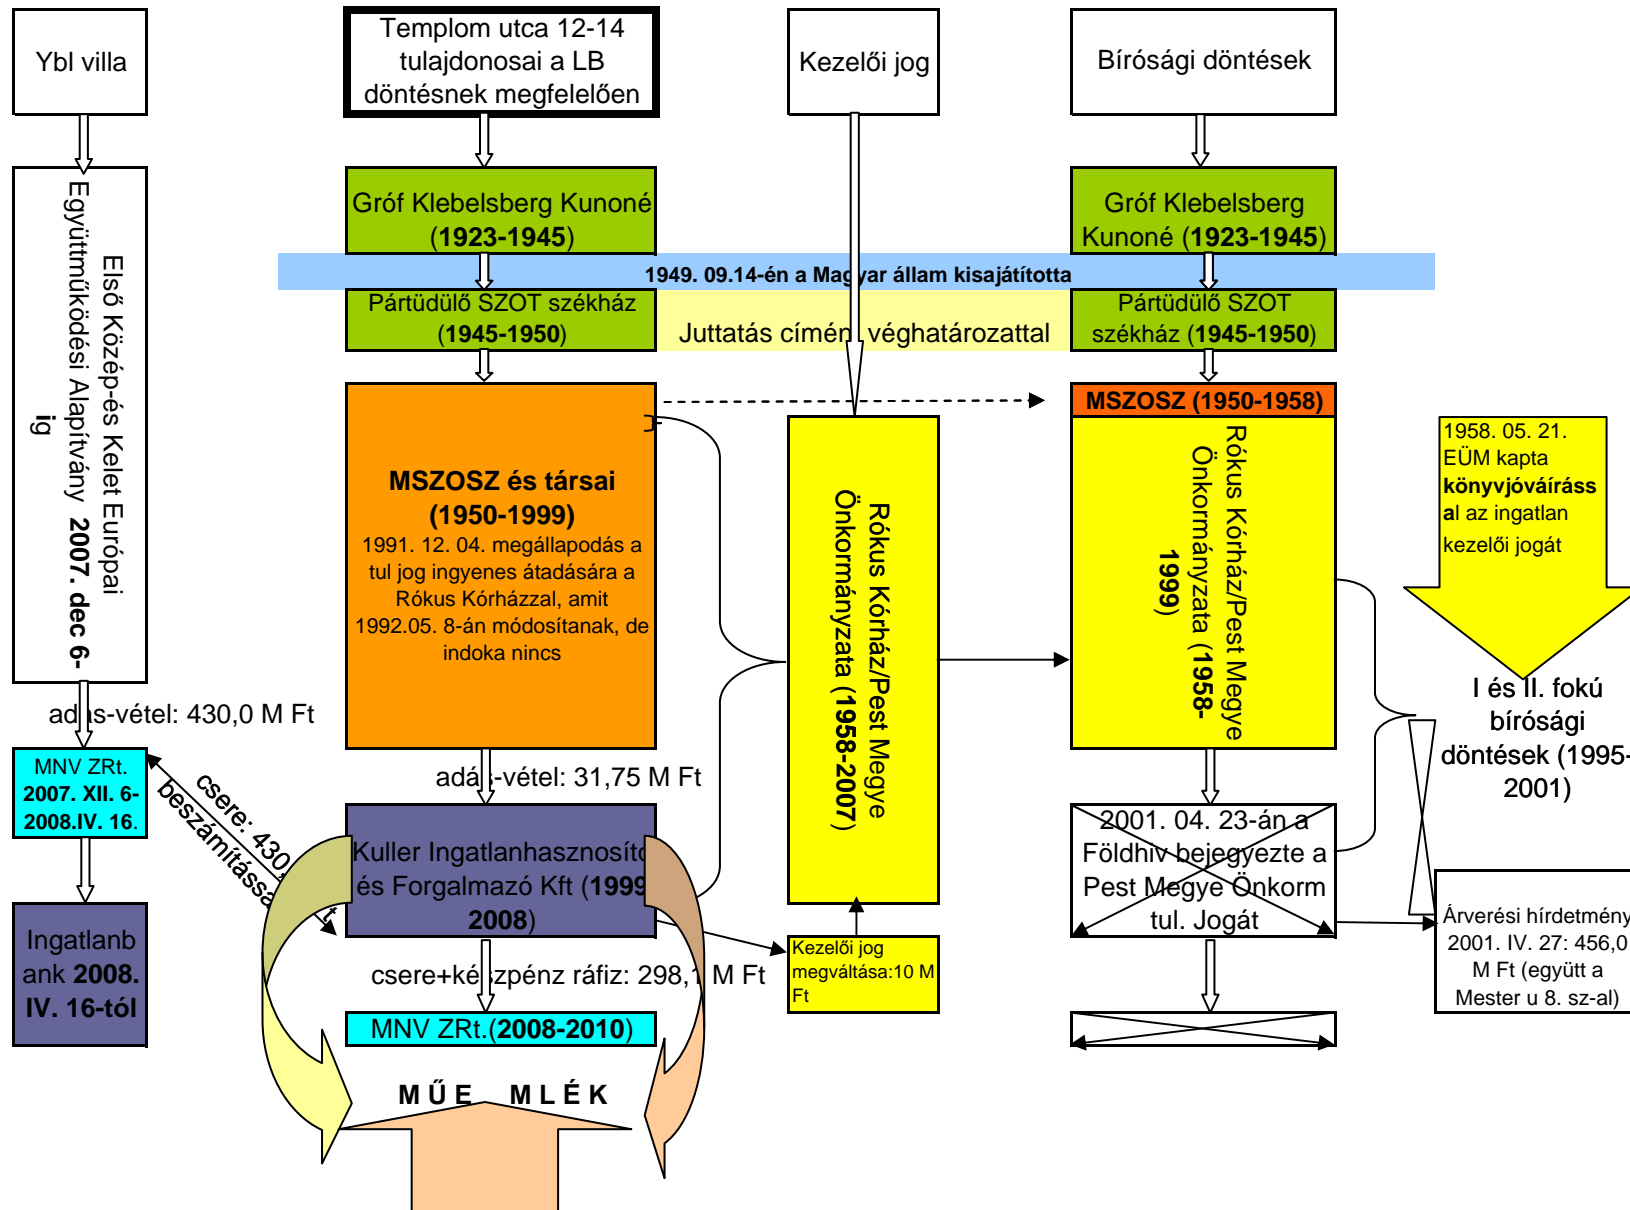 Ybl villa
Templom utca 12-14
tulajdonosai a LB
döntésnek megfelelően
Kezelői jog
Bírósági döntések
Első Közép-és Kelet Európai
Együttműködési Alapítvány 2007. dec 6-
ig
adás-vétel: 430,0 M Ft
MNV ZRt.
2007. XII. 6-
2008.IV. 16.
csere: 430,
beszámítássa
Ingatlanb
ank 2008.
IV. 16-tól
Gróf Klebelsberg Kunoné
(1923-1945)
1949. 09.14-én a Magyar állam kisajátította
Pártüdülő SZOT székház
(1945-1950)
Juttatás címén, véghatározattal
MSZOSZ és társai
(1950-1999)
1991. 12. 04. megállapodás a
tul jog ingyenes átadására a
Rókus Kórházzal, amit
1992.05. 8-án módosítanak, de
indoka nincs
adás-vétel: 31,75 M Ft
Kuller Ingatlanhasznosító
és Forgalmazó Kft (1999
2008)
csere+készpénz ráfiz: 298,1 M Ft
MNV ZRt.(2008-2010)
M Ű E M L É K
Rókus Kórház/Pest Megye
Önkormányzata (1958-2007)
Kezelői jog
megváltása:10 M
Ft
Gróf Klebelsberg
Kunoné (1923-1945)
Pártüdülő SZOT
székház (1945-1950)
MSZOSZ (1950-1958)
Rókus Kórház/Pest Megye
Önkormányzata (1958-
1999)
2001. 04. 23-án a
Földhiv bejegyezte a
Pest Megye Önkorm
tul. Jogát
1958. 05. 21.
EÜM kapta
könyvjóváíráss
al az ingatlan
kezelői jogát
I és II. fokú
bírósági
döntések (1995-
2001)
Árverési hírdetmény
2001. IV. 27: 456,0
M Ft (együtt a
Mester u 8. sz-al)